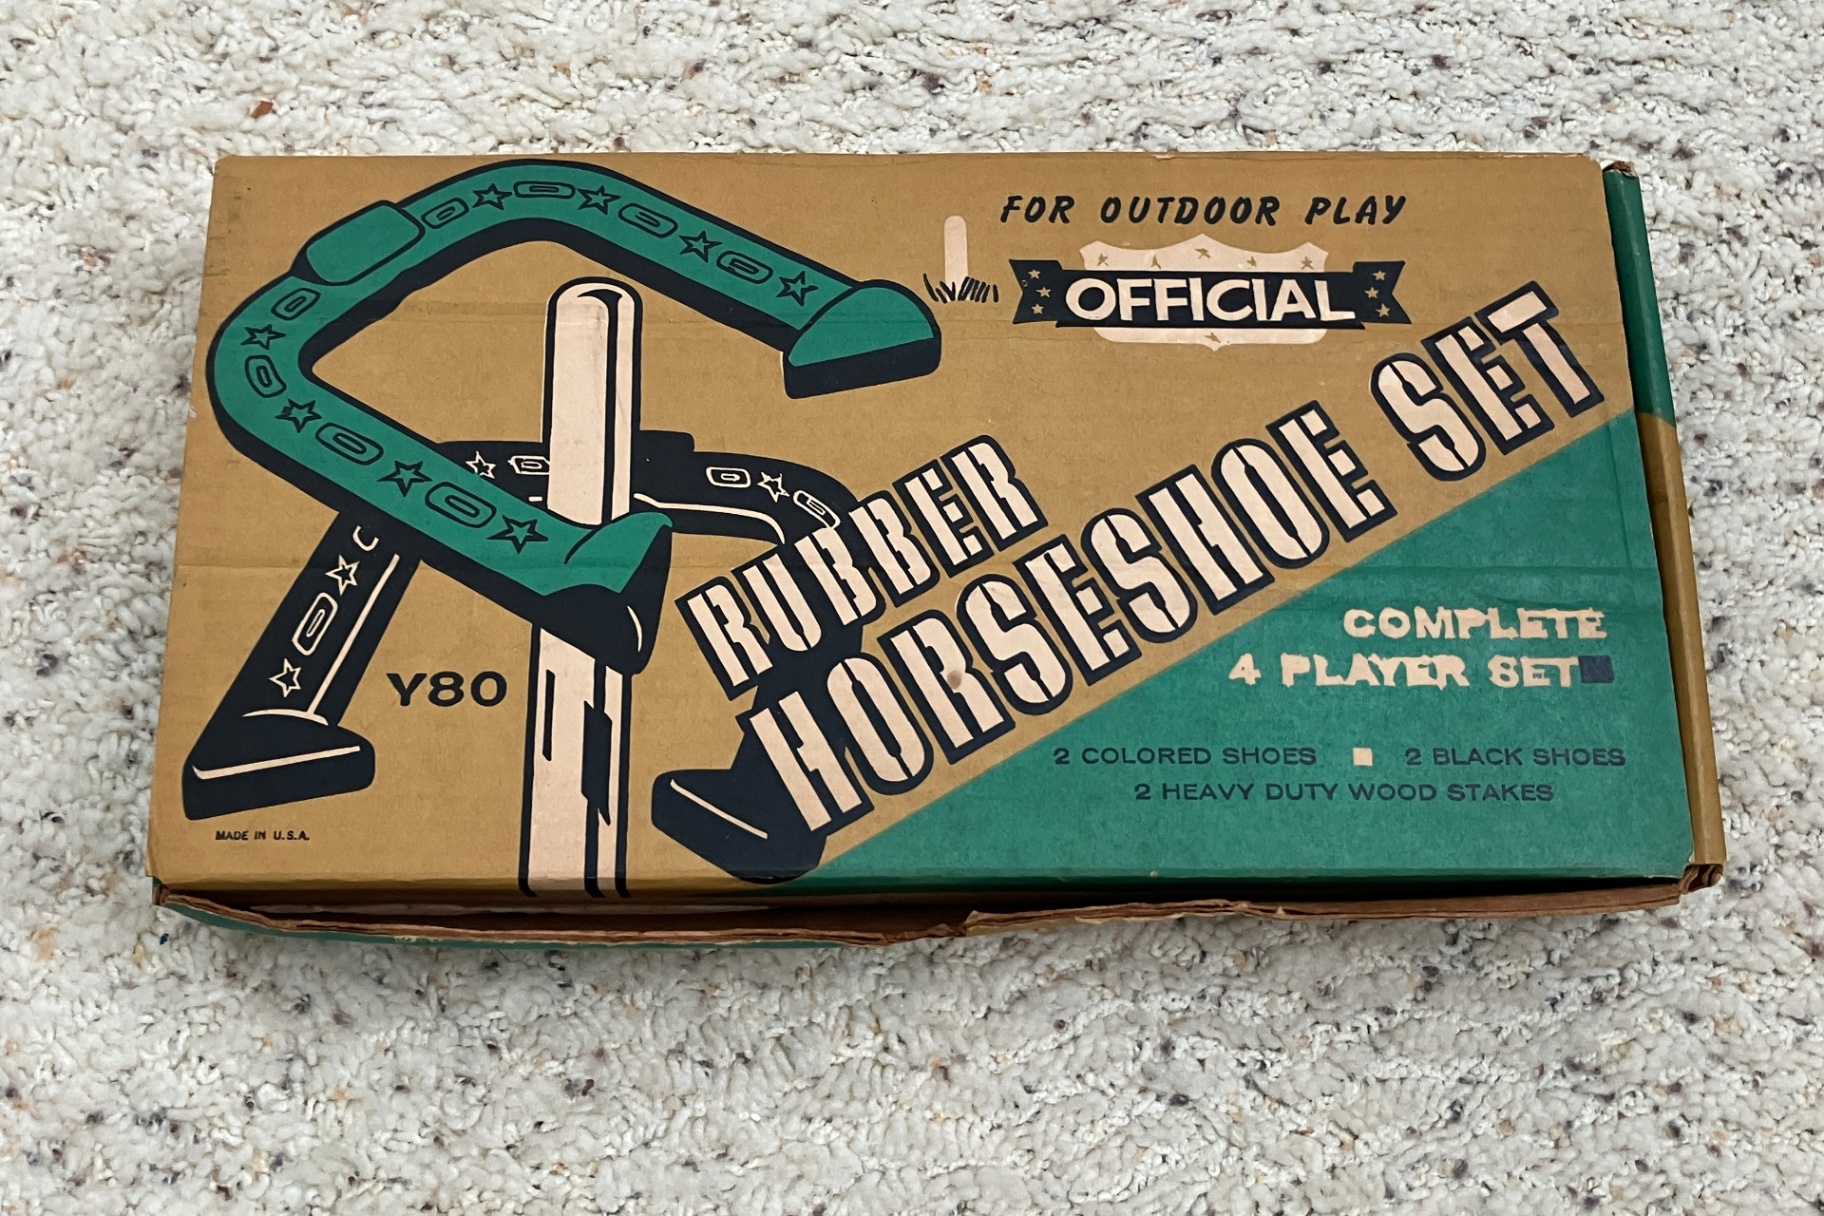 FOR OUTDOOR PLAY
OFFICIAL
RUBBER
HORSESHOE SET
COMPLETE
4 PLAYER SET
Y80
2 COLORED SHOES ■ 2 BLACK SHOES
2 HEAVY DUTY WOOD STAKES
MADE IN U.S.A.